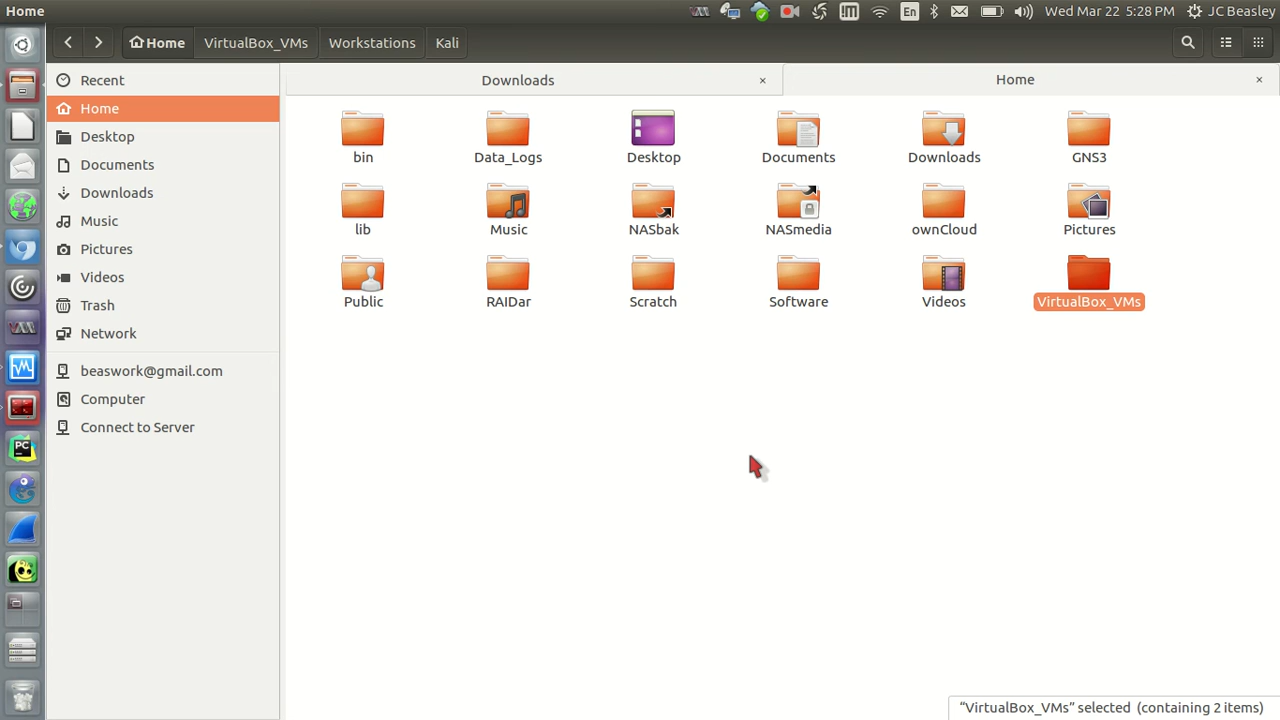 Home
En
Wed Mar 22 5:28 PM
JC Beasley
Home
VirtualBox_VMs
Workstations
Kali
Recent
Home
Desktop
Documents
Downloads
Music
Pictures
Videos
Trash
Network
beaswork@gmail.com
Computer
Connect to Server
Downloads
Home
bin
Data_Logs
Desktop
Documents
Downloads
GNS3
lib
Music
NASbak
NASmedia
ownCloud
Pictures
Public
RAIDar
Scratch
Software
Videos
VirtualBox_VMs
PC
“VirtualBox_VMs” selected (containing 2 items)